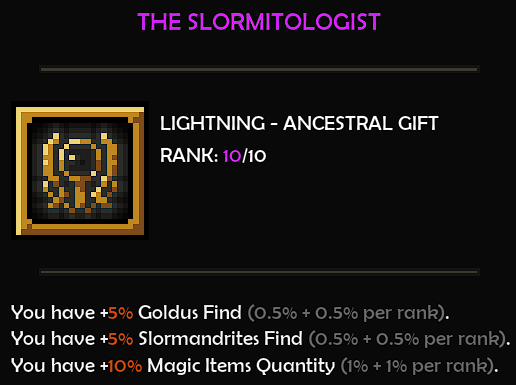 THE SLORMITOLOGIST
LIGHTNING - ANCESTRAL GIFT
RANK: 10/10
You have +5% Goldus Find (0.5% + 0.5% per rank).
You have +5% Slormandrites Find (0.5% + 0.5% per rank).
You have +10% Magic Items Quantity (1% + 1% per rank).